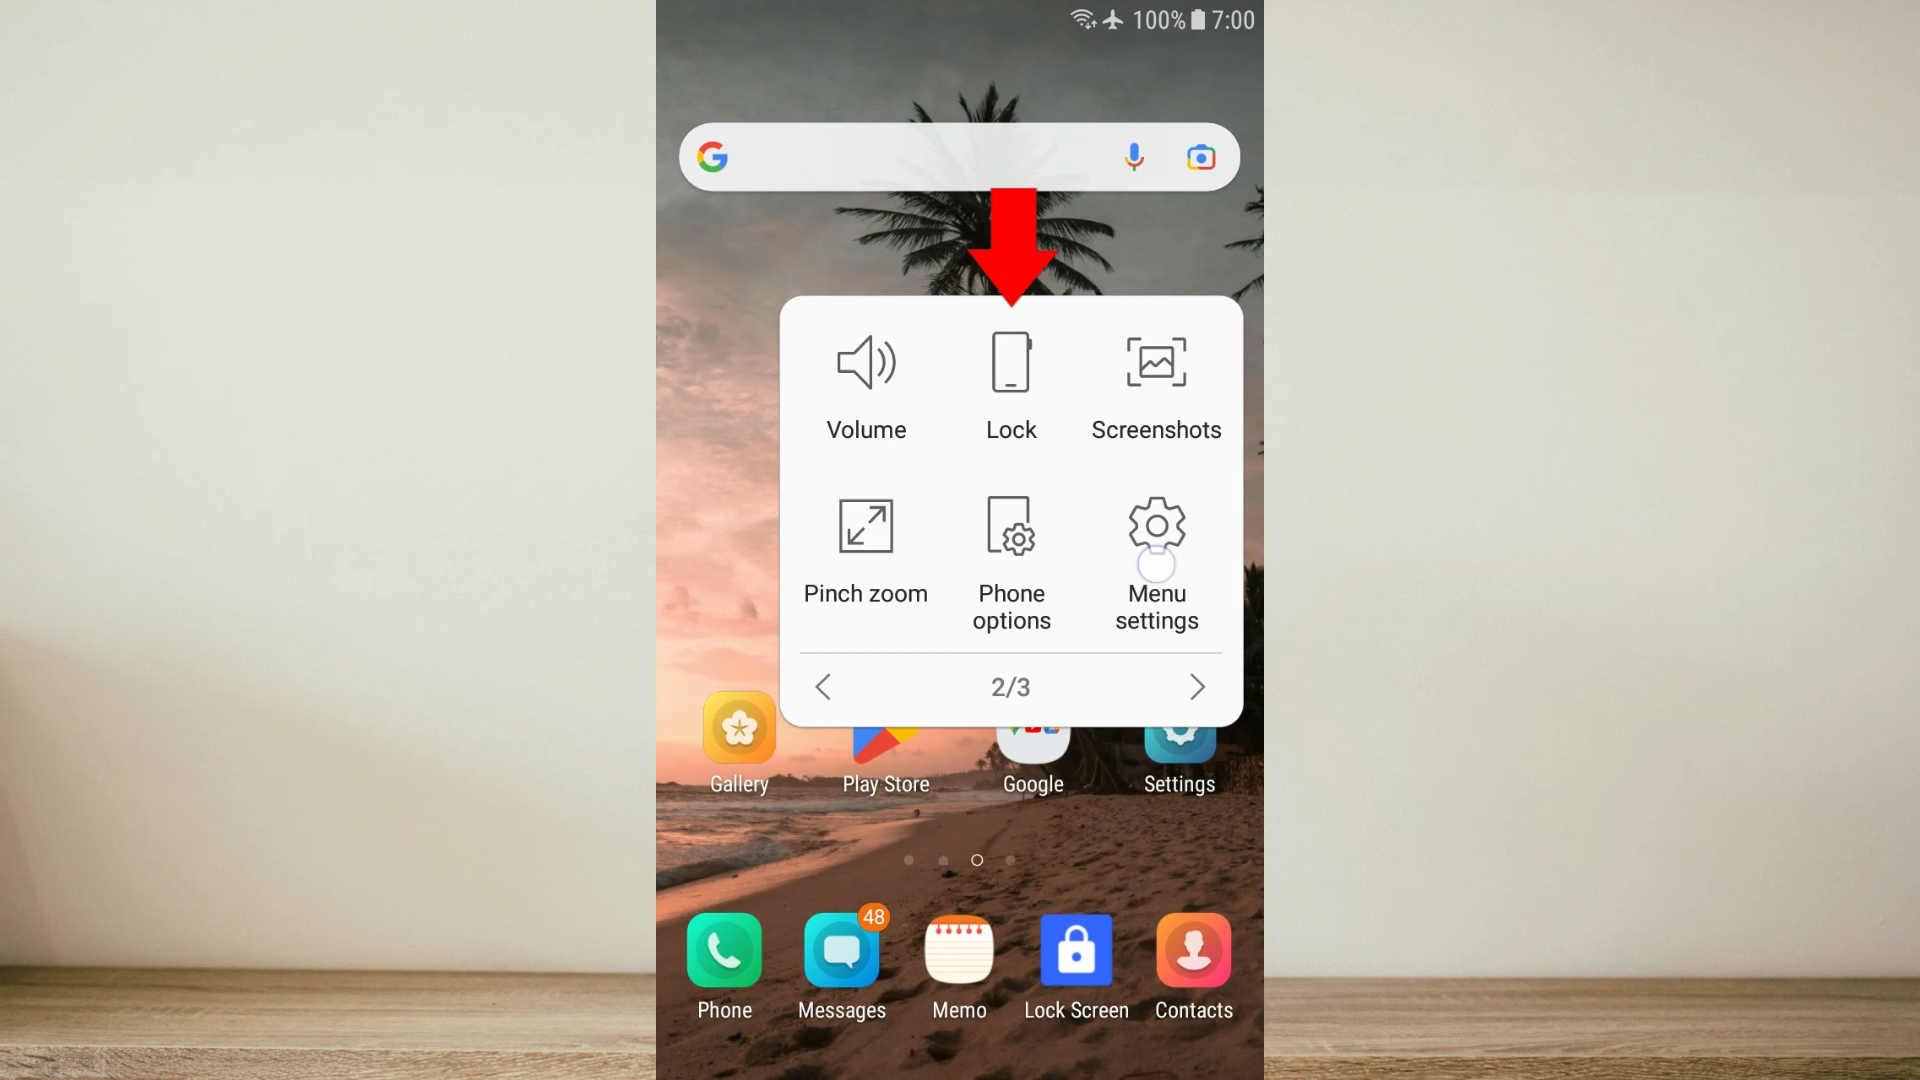 100% 7:00
Volume
Lock
Screenshots
Pinch zoom
Phone
options
Menu
settings
2/3
Gallery
Play Store
Google
Settings
48
Phone
Messages
Memo
Lock Screen
Contacts